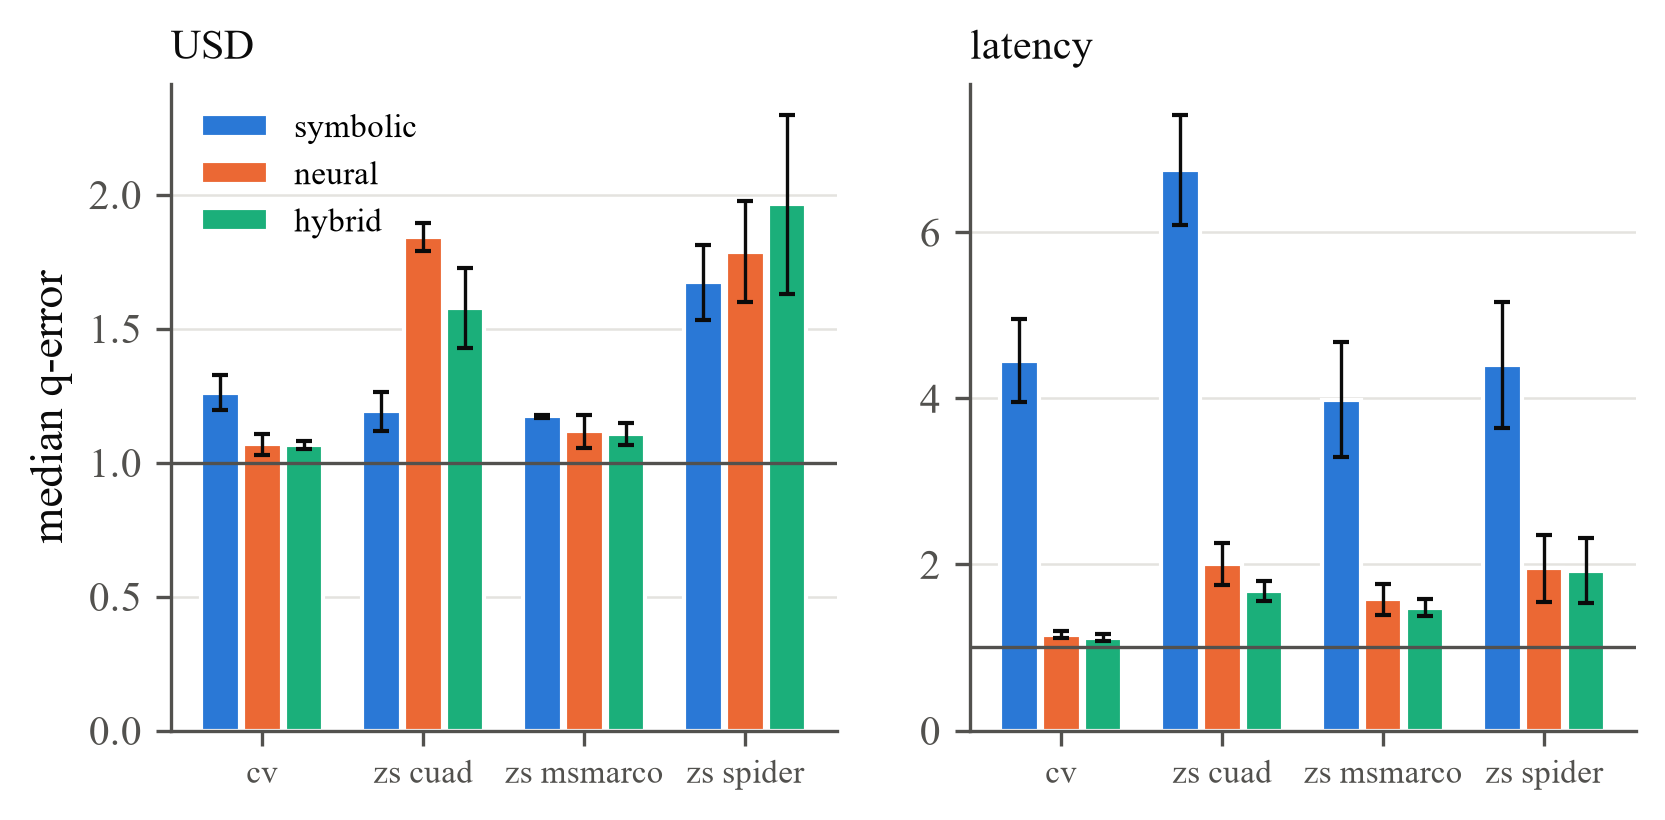 USD
symbolic
neural
hybrid
median q-error
2.0
1.5
1.0
0.5
0.0
cv
zs cuad
zs msmarco
zs spider
latency
6
4
2
0
cv
zs cuad
zs msmarco
zs spider